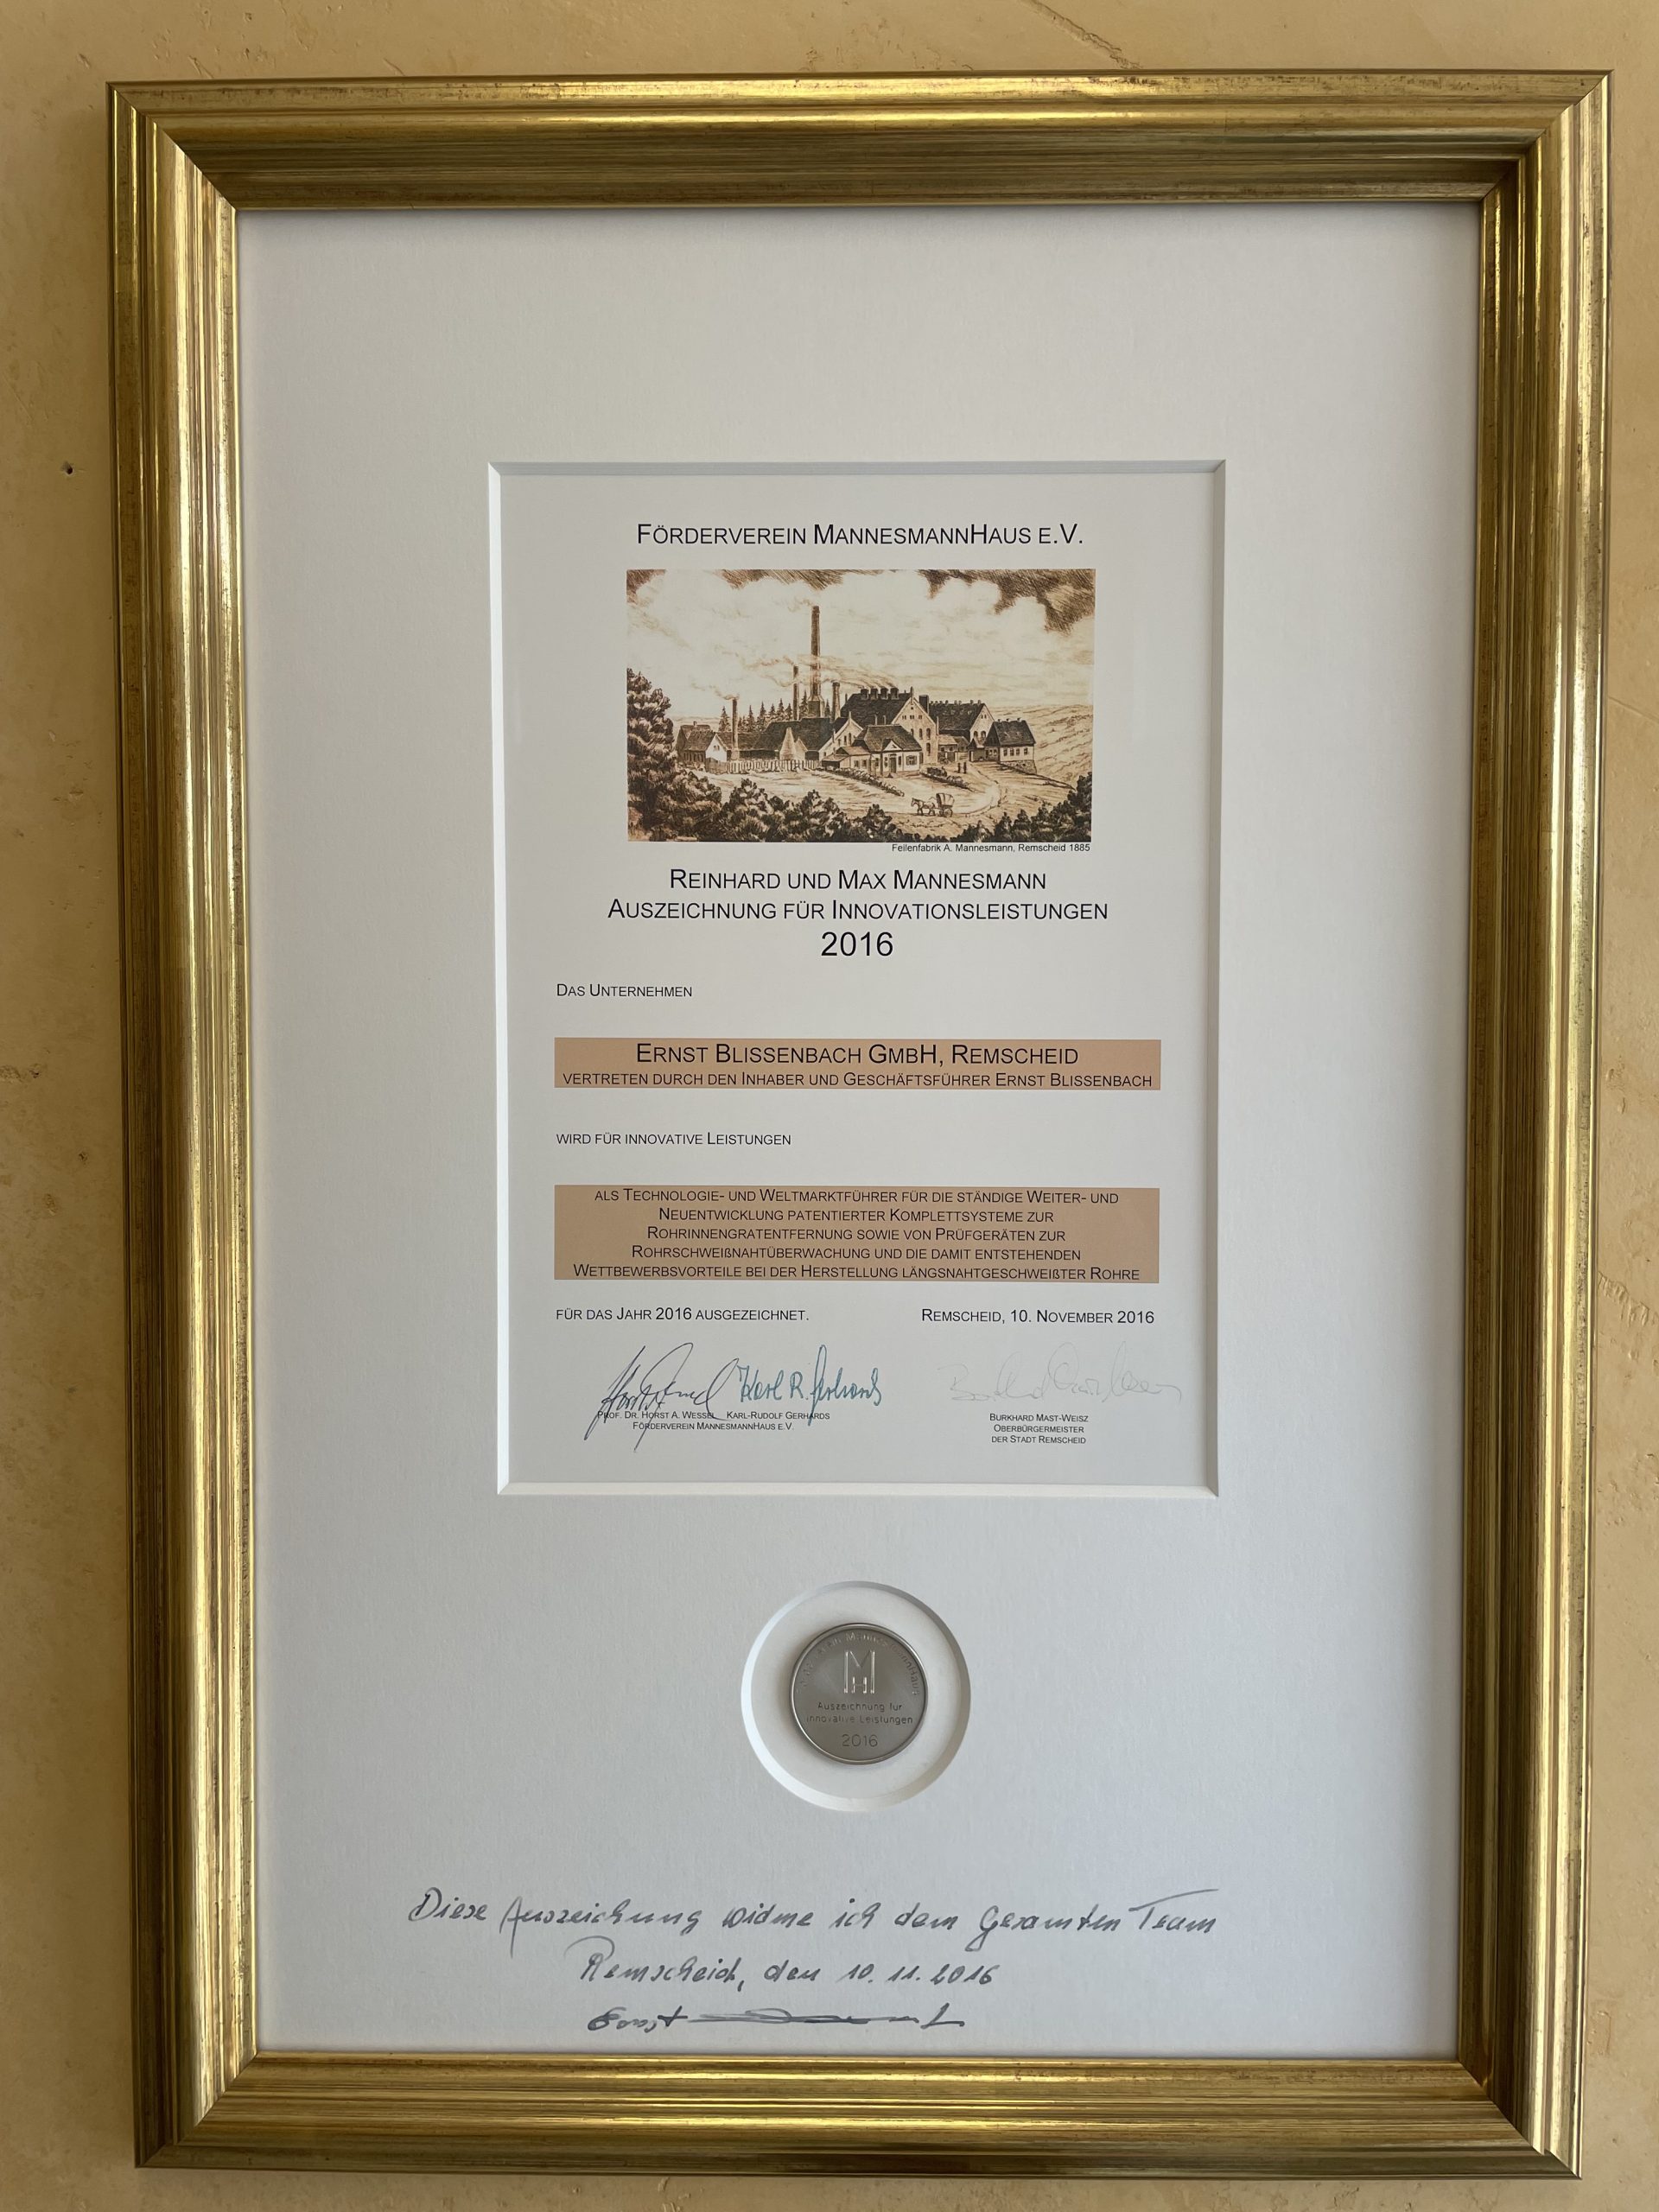 FÖRDERVEREIN MANNESMANNHAUS E.V.
Feilenfabrik A. Mannesmann, Remscheid 1885
REINHARD UND MAX MANNESMANN
AUSZEICHNUNG FÜR INNOVATIONSLEISTUNGEN
2016
DAS UNTERNEHMEN
ERNST BLISSENBACH GMBH, REMSCHEID
VERTRETEN DURCH DEN INHABER UND GESCHÄFTSFÜHRER ERNST BLISSENBACH
WIRD FÜR INNOVATIVE LEISTUNGEN
ALS TECHNOLOGIE- UND WELTMARKTFÜHRER FÜR DIE STÄNDIGE WEITER- UND
NEUENTWICKLUNG PATENTIERTER KOMPLETTSYSTEME ZUR
ROHRINNENGRATENTFERNUNG SOWIE VON PRÜFGERÄTEN ZUR
ROHRSCHWEIßNAHTÜBERWACHUNG UND DIE DAMIT ENTSTEHENDEN
WETTBEWERBSVORTEILE BEI DER HERSTELLUNG LÄNGSNAHTGESCHWEIßTER ROHRE
FÜR DAS JAHR 2016 AUSGEZEICHNET. REMSCHEID, 10. NOVEMBER 2016
Karl R. Gerhards
PROF. DR. HORST A. WESSEL KARL-RUDOLF GERHARDS
FÖRDERVEREIN MANNESMANNHAUS E.V.
BURKHARD MAST-WEISZ
OBERBÜRGERMEISTER
DER STADT REMSCHEID
MH
Auszeichnung für
innovative Leistungen
2016
Diese Auszeichnung widme ich dem Gesamten Team
Remscheid, den 10.11.2016
Ernst